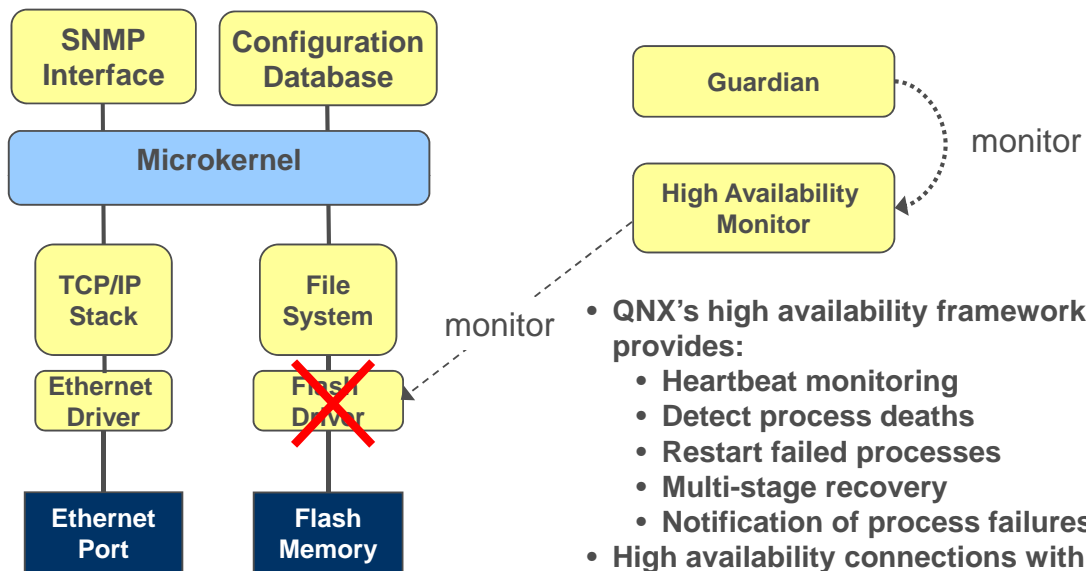 SNMP
Interface
Configuration
Database
Microkernel
TCP/IP
Stack
File
System
Ethernet
Driver
Flash
Driver
Ethernet
Port
Flash
Memory
Guardian
monitor
High Availability
Monitor
monitor
• QNX’s high availability framework
provides:
• Heartbeat monitoring
• Detect process deaths
• Restart failed processes
• Multi-stage recovery
• Notification of process failures
• High availability connections with